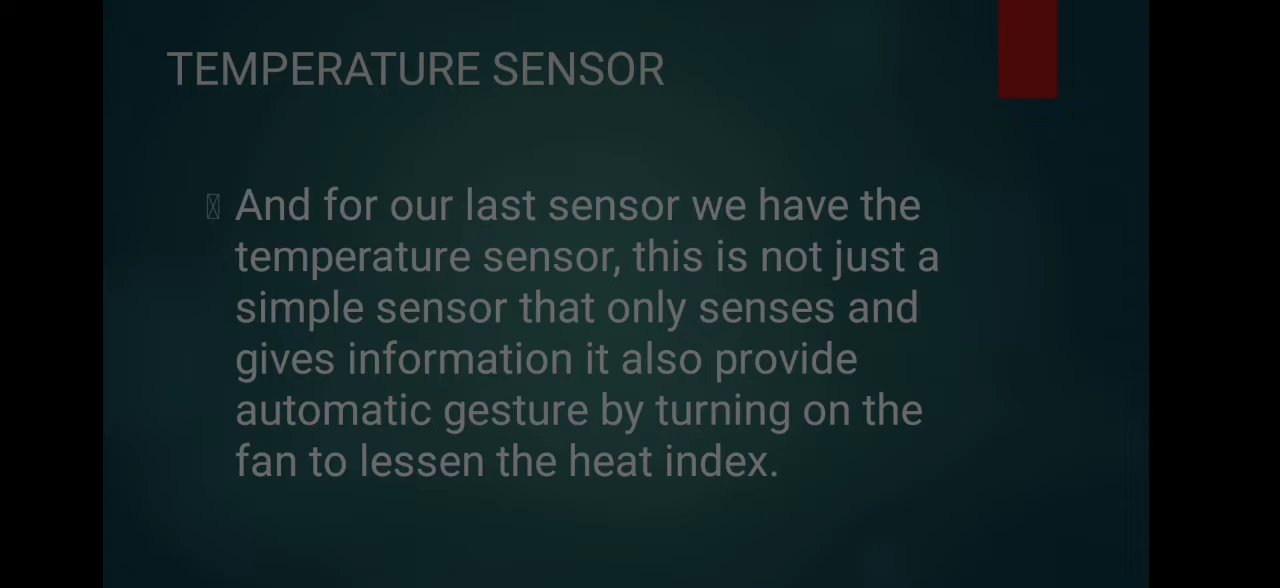 TEMPERATURE SENSOR
And for our last sensor we have the
temperature sensor, this is not just a
simple sensor that only senses and
gives information it also provide
automatic gesture by turning on the
fan to lessen the heat index.